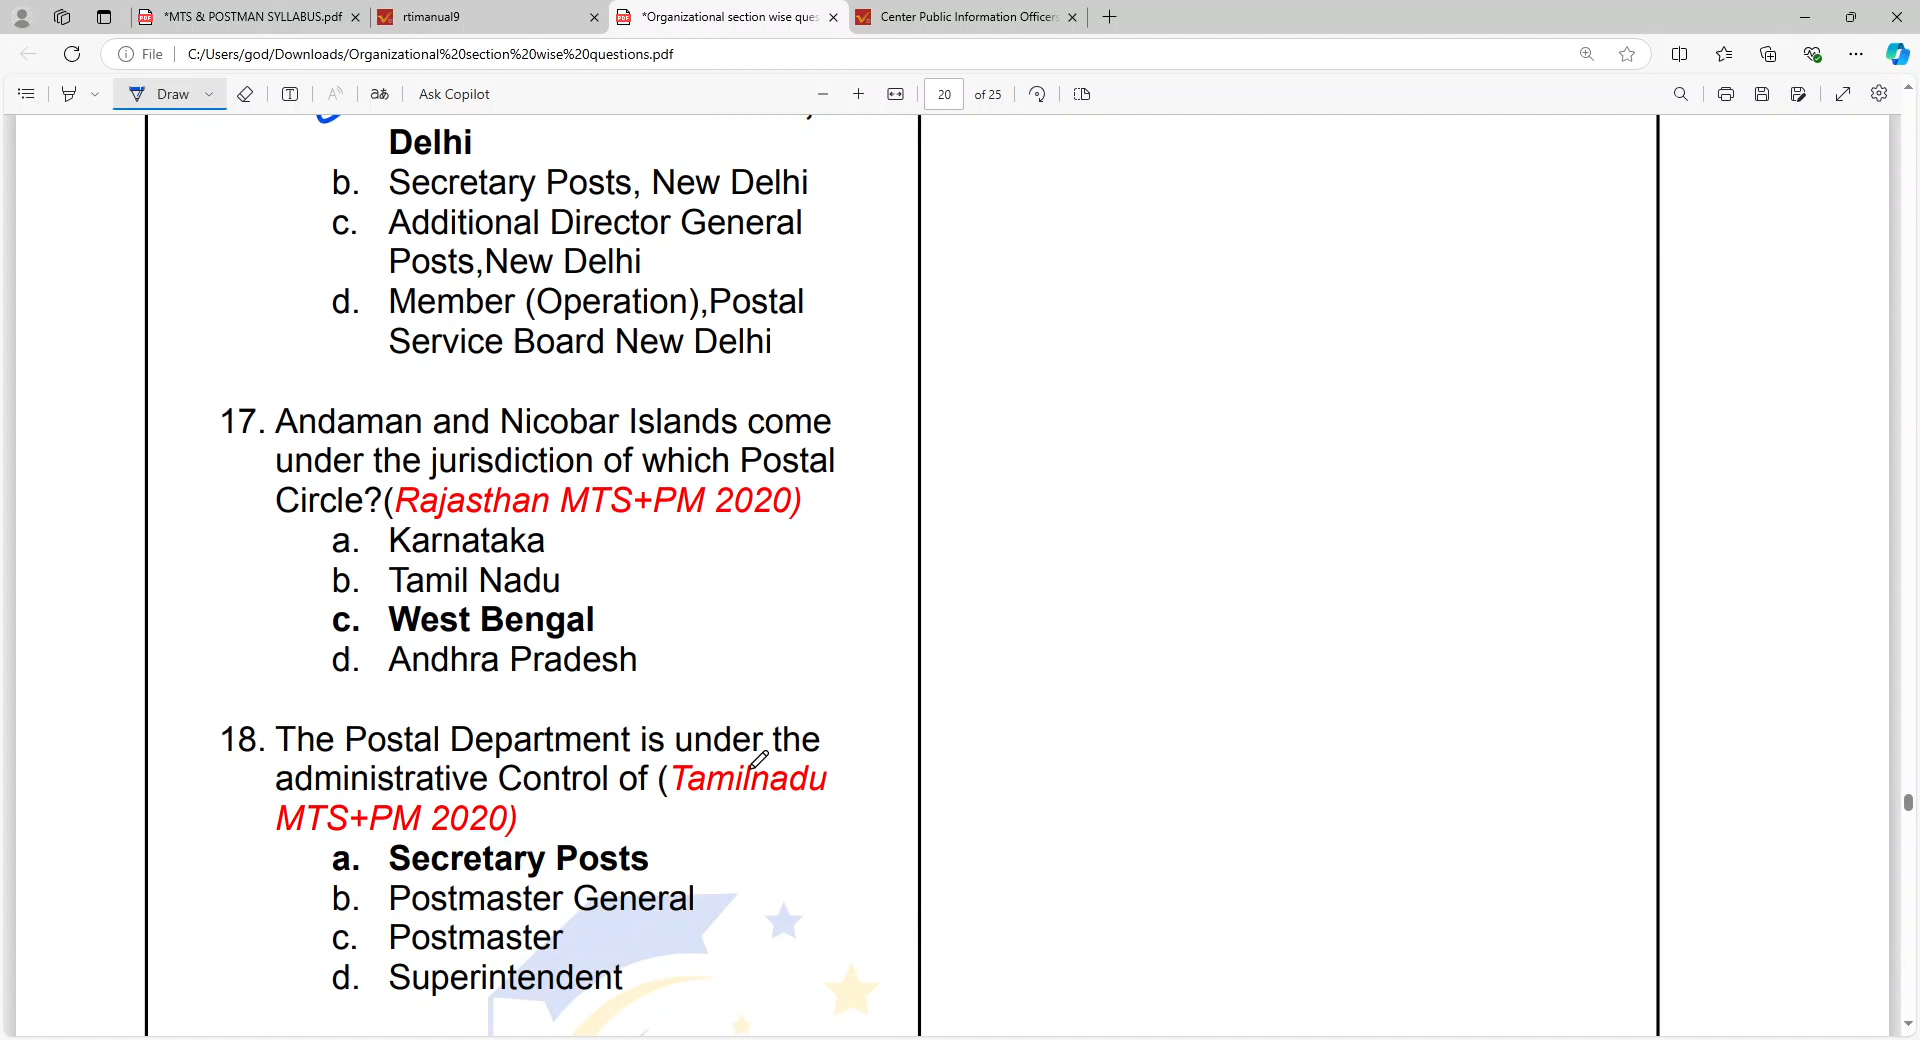 *MTS & POSTMAN SYLLABUS.pdf
rtimanual9
*Organizational section wise ques
Center Public Information Officer
File
C:/Users/god/Downloads/Organizational%20section%20wise%20questions.pdf
Draw
Ask Copilot
20
of 25
Delhi
b. Secretary Posts, New Delhi
c. Additional Director General
Posts,New Delhi
d. Member (Operation),Postal
Service Board New Delhi
17. Andaman and Nicobar Islands come
under the jurisdiction of which Postal
Circle?(Rajasthan MTS+PM 2020)
a. Karnataka
b. Tamil Nadu
c. West Bengal
d. Andhra Pradesh
18. The Postal Department is under the
administrative Control of (Tamilnadu
MTS+PM 2020)
a. Secretary Posts
b. Postmaster General
c. Postmaster
d. Superintendent